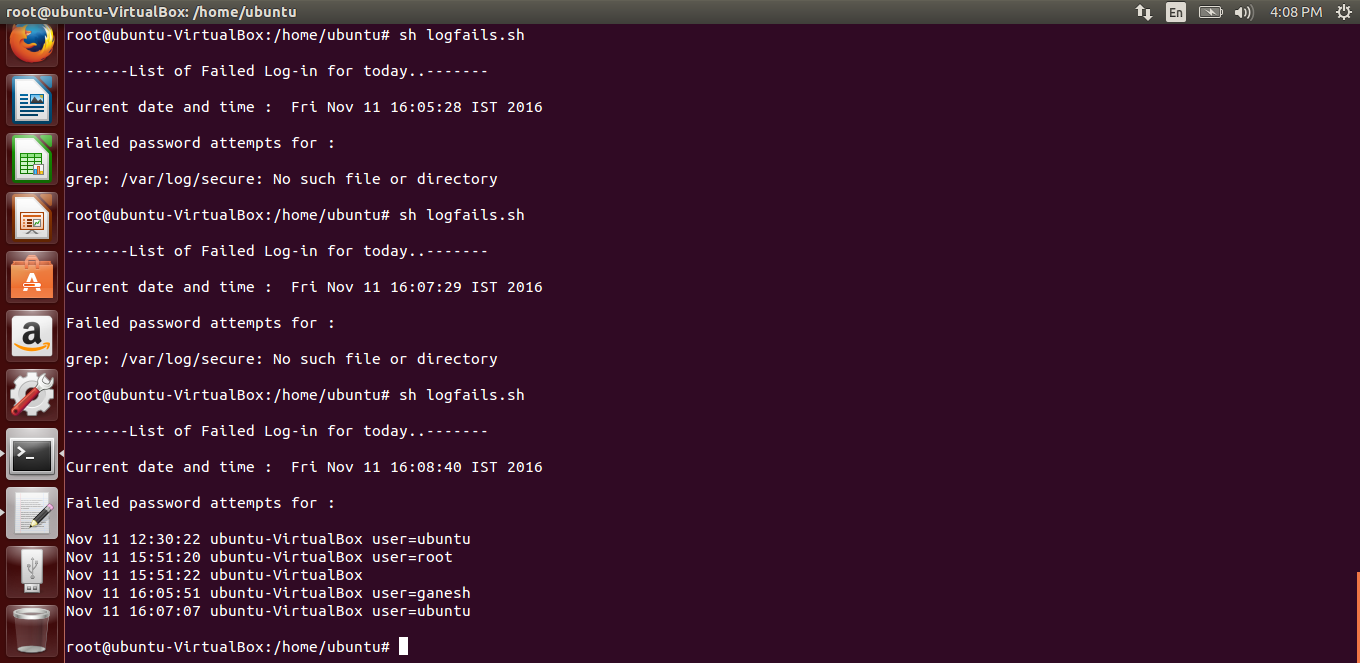 root@ubuntu-VirtualBox: /home/ubuntu
En
4:08 PM
root@ubuntu-VirtualBox:/home/ubuntu# sh logfails.sh
-------List of Failed Log-in for today..-------
Current date and time :  Fri Nov 11 16:05:28 IST 2016
Failed password attempts for :
grep: /var/log/secure: No such file or directory
root@ubuntu-VirtualBox:/home/ubuntu# sh logfails.sh
-------List of Failed Log-in for today..-------
Current date and time :  Fri Nov 11 16:07:29 IST 2016
Failed password attempts for :
grep: /var/log/secure: No such file or directory
root@ubuntu-VirtualBox:/home/ubuntu# sh logfails.sh
-------List of Failed Log-in for today..-------
Current date and time :  Fri Nov 11 16:08:40 IST 2016
Failed password attempts for :
Nov 11 12:30:22 ubuntu-VirtualBox user=ubuntu
Nov 11 15:51:20 ubuntu-VirtualBox user=root
Nov 11 15:51:22 ubuntu-VirtualBox
Nov 11 16:05:51 ubuntu-VirtualBox user=ganesh
Nov 11 16:07:07 ubuntu-VirtualBox user=ubuntu
root@ubuntu-VirtualBox:/home/ubuntu#